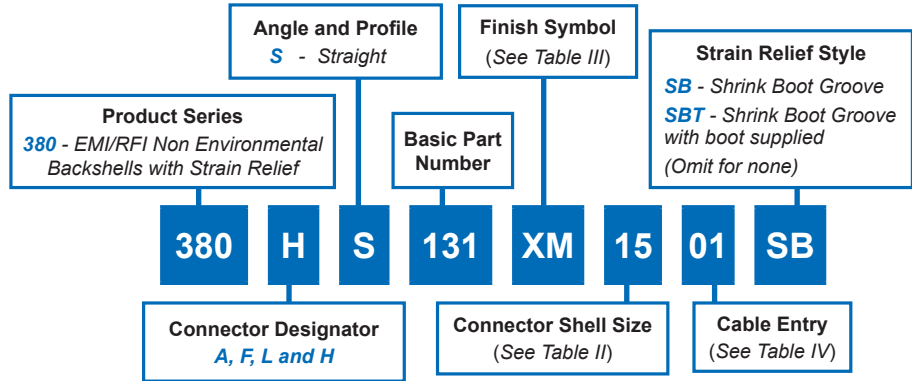 Angle and Profile
S - Straight
Finish Symbol
(See Table III)
Strain Relief Style
SB - Shrink Boot Groove
SBT - Shrink Boot Groove
with boot supplied
(Omit for none)
Product Series
380 - EMI/RFI Non Environmental
Backshells with Strain Relief
Basic Part
Number
380 H S 131 XM 15 01 SB
Connector Designator
A, F, L and H
Connector Shell Size
(See Table II)
Cable Entry
(See Table IV)